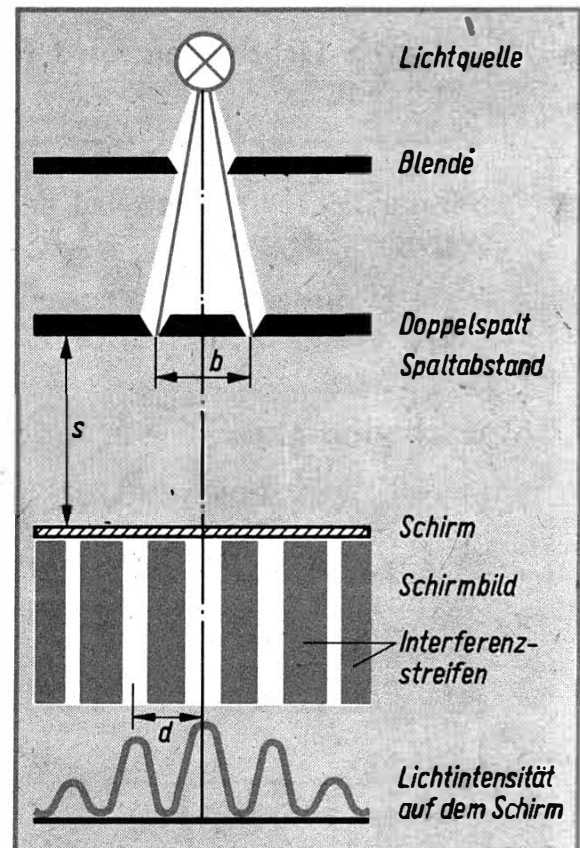 Lichtquelle
Blende
Doppelspalt
Spaltabstand
b
s
Schirm
Schirmbild
Interferenz-
streifen
d
Lichtintensität
auf dem Schirm